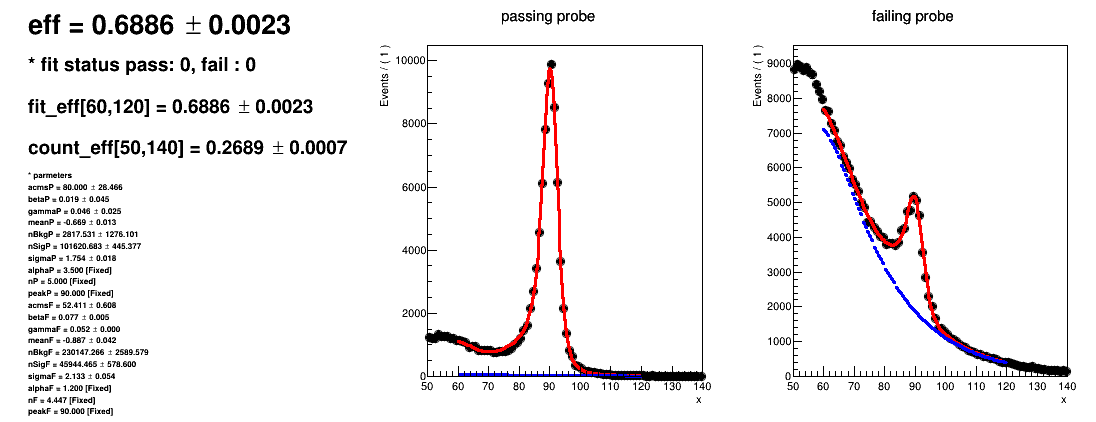 eff = 0.6886 ± 0.0023
* fit status pass: 0, fail : 0
fit_eff[60,120] = 0.6886 ± 0.0023
count_eff[50,140] = 0.2689 ± 0.0007
* parmeters
acmsP = 80.000 ± 28.466
betaP = 0.019 ± 0.045
gammaP = 0.046 ± 0.025
meanP = -0.669 ± 0.013
nBkgP = 2817.531 ± 1276.101
nSigP = 101620.683 ± 445.377
sigmaP = 1.754 ± 0.018
alphaP = 3.500 [Fixed]
nP = 5.000 [Fixed]
peakP = 90.000 [Fixed]
acmsF = 52.411 ± 0.608
betaF = 0.077 ± 0.005
gammaF = 0.052 ± 0.000
meanF = -0.887 ± 0.042
nBkgF = 230147.266 ± 2589.579
nSigF = 45944.465 ± 578.600
sigmaF = 2.133 ± 0.054
alphaF = 1.200 [Fixed]
nF = 4.447 [Fixed]
peakF = 90.000 [Fixed]
passing probe
Events / ( 1 )
10000
8000
6000
4000
2000
0
50 60 70 80 90 100 110 120 130 140
x
failing probe
Events / ( 1 )
9000
8000
7000
6000
5000
4000
3000
2000
1000
0
50 60 70 80 90 100 110 120 130 140
x